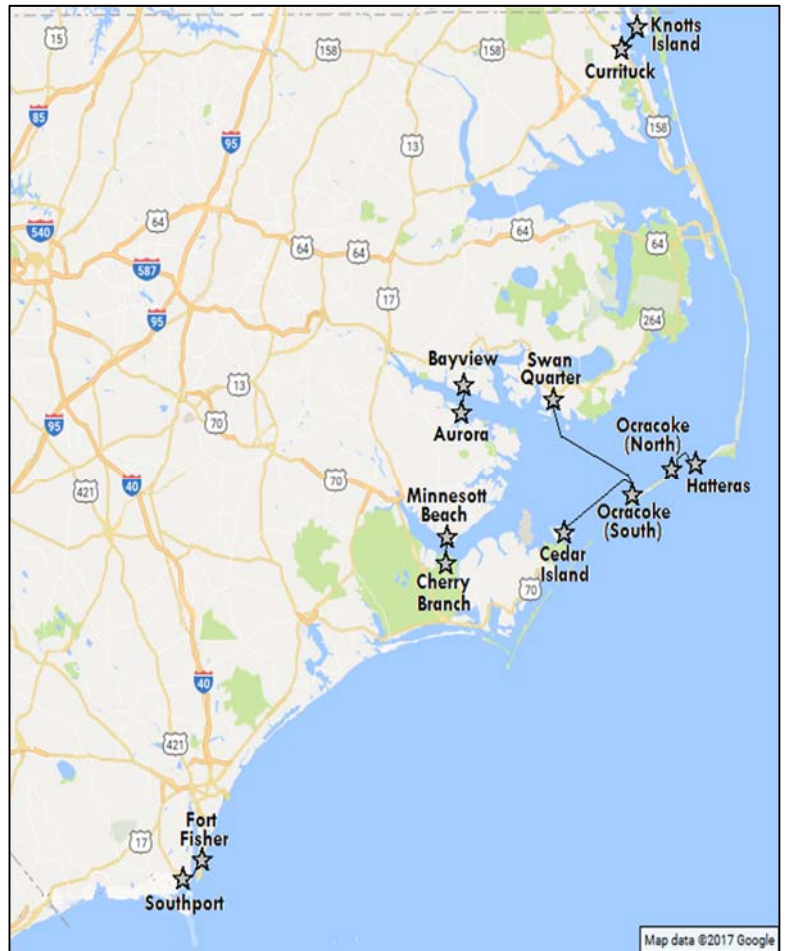 Knotts
Island
Currituck
15
158
158
85
95
13
158
64
540
64
64
64
64
587
17
264
95
Bayview
Swan
Quarter
13
Ocracoke
(North)
95
70
Aurora
Hatteras
421
40
70
Minnesott
Beach
Ocracoke
(South)
Cedar
Island
Cherry
Branch
70
40
421
Fort
Fisher
17
Southport
Map data ©2017 Google